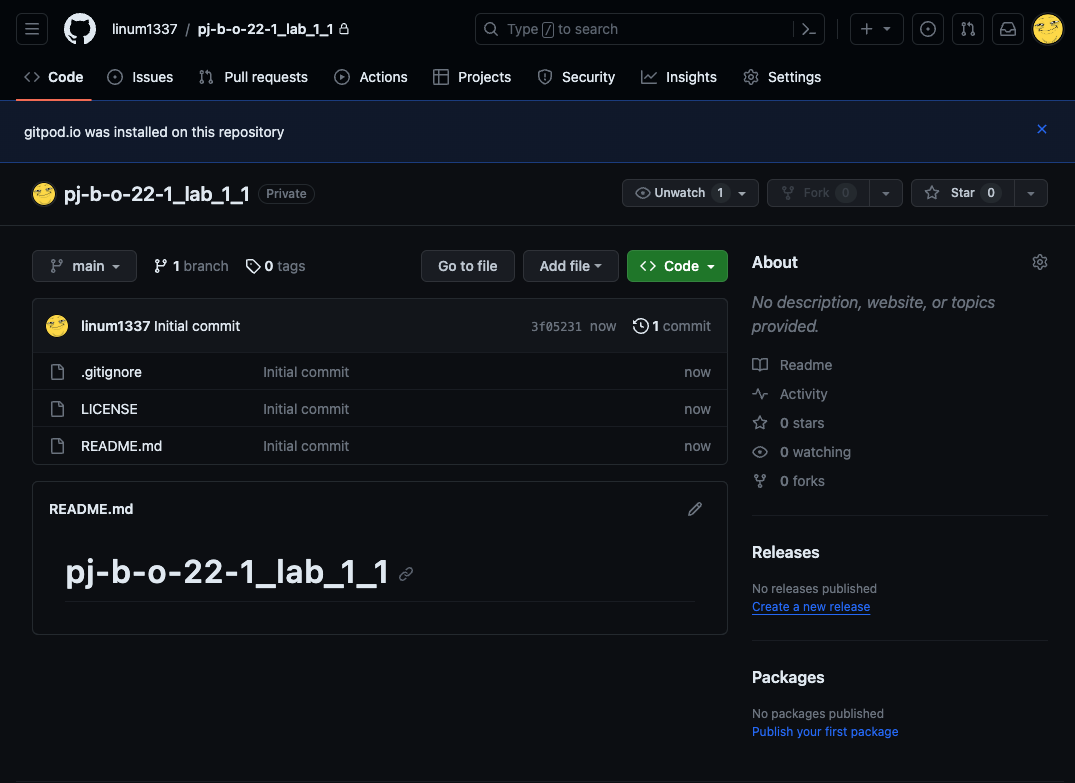 linum1337 / pj-b-o-22-1_lab_1_1
Type / to search
Code Issues Pull requests Actions Projects Security Insights Settings
gitpod.io was installed on this repository
pj-b-o-22-1_lab_1_1 Private
Unwatch 1 Fork 0 Star 0
main 1 branch 0 tags Go to file Add file Code
linum1337 Initial commit 3f05231 now 1 commit
.gitignore Initial commit now
LICENSE Initial commit now
README.md Initial commit now
README.md
pj-b-o-22-1_lab_1_1
About
No description, website, or topics
provided.
Readme
Activity
0 stars
0 watching
0 forks
Releases
No releases published
Create a new release
Packages
No packages published
Publish your first package